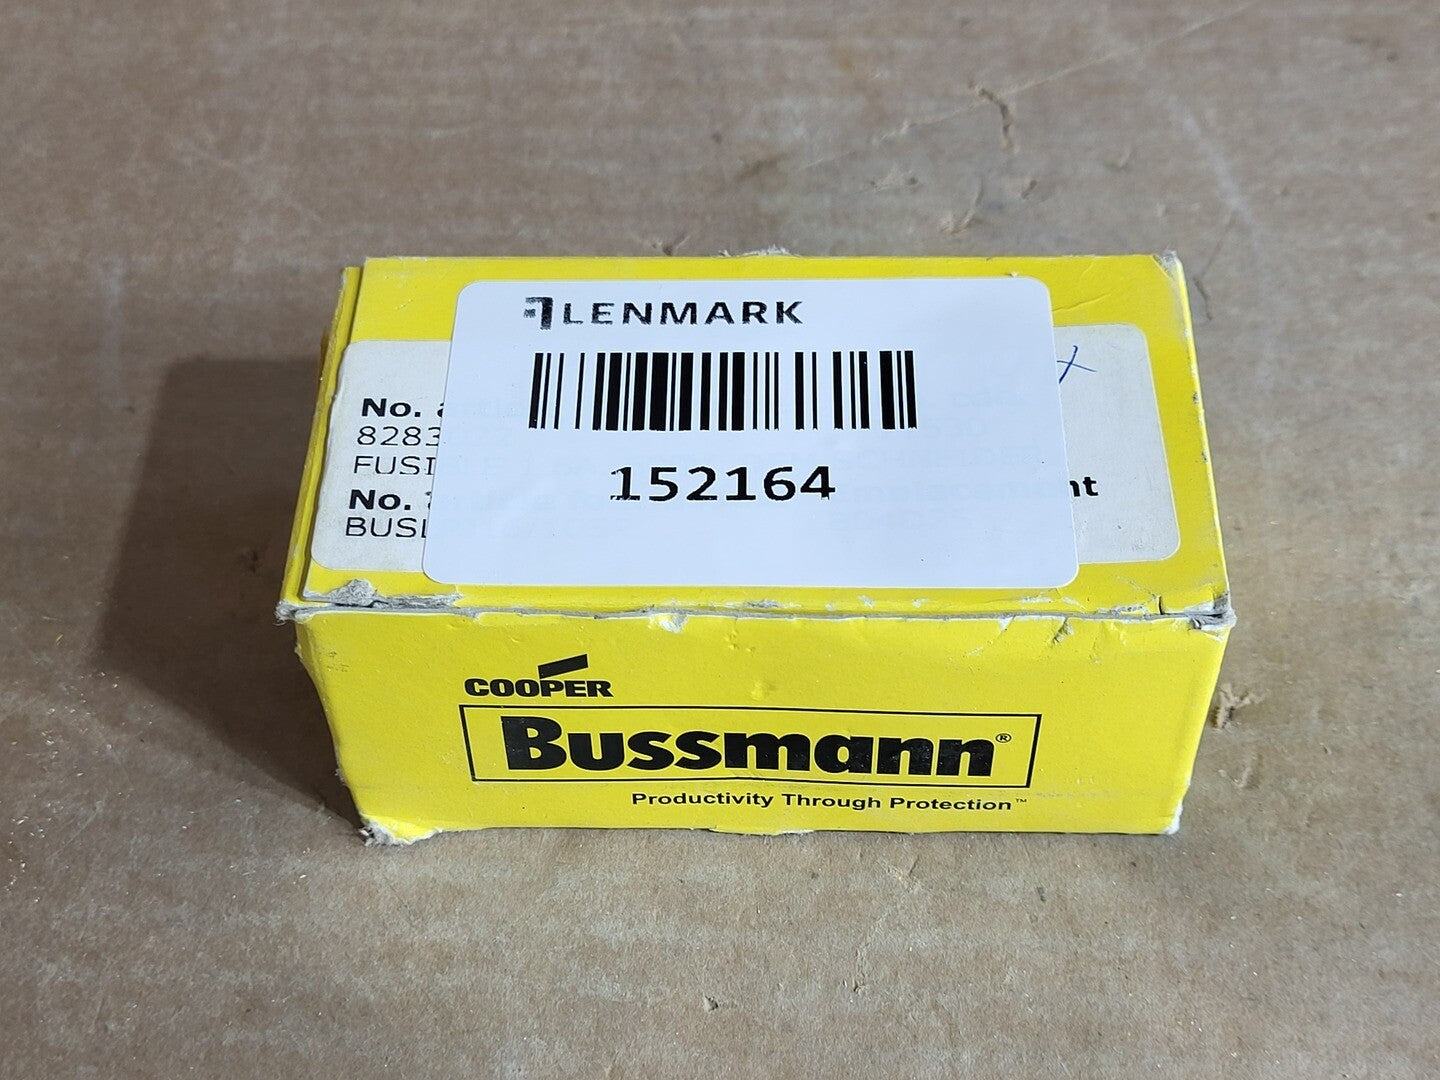 LENMARK
152164
No.
8283
FUSI
No.
BUSL
nt
COOPER
Bussmann®
Productivity Through Protection™